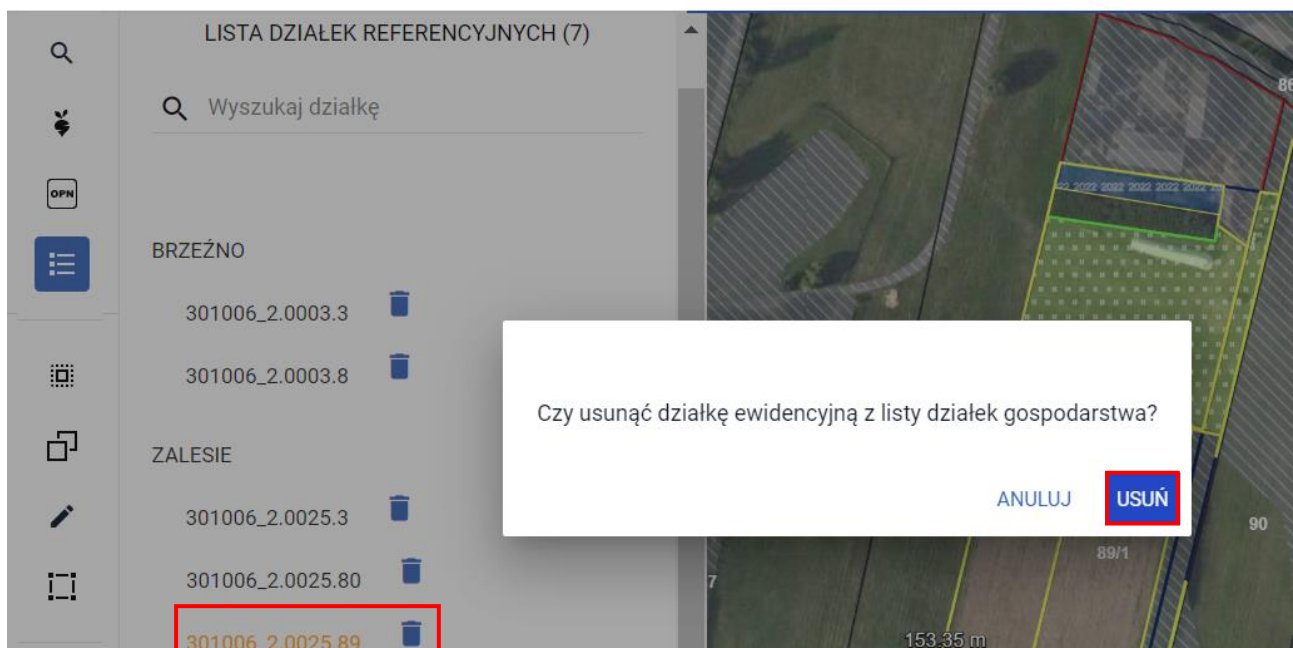 LISTA DZIAŁEK REFERENCYJNYCH (7)
Wyszukaj działkę
OPN
BRZEŹNO
301006_2.0003.3
301006_2.0003.8
ZALESIE
301006_2.0025.3
301006_2.0025.80
301006_2.0025.89
Czy usunąć działkę ewidencyjną z listy działek gospodarstwa?
ANULUJ USUŃ
86
2022 2022 2022 2022 2022
90
89/1
7
153,35 m